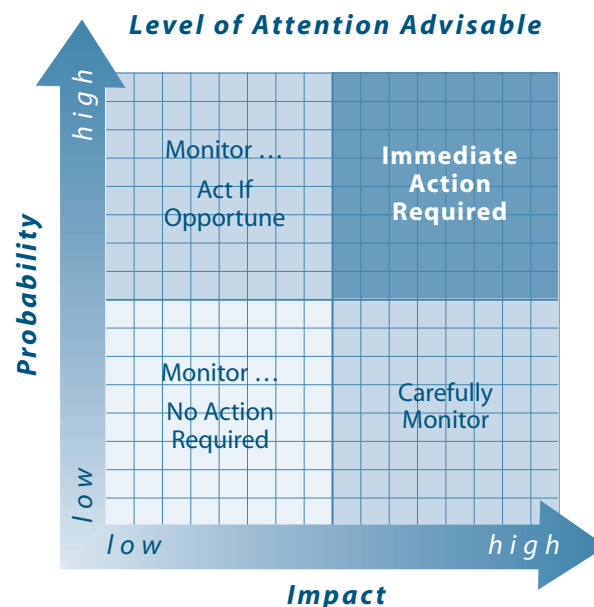 Level of Attention Advisable
high
Monitor …
Act If
Opportune
Immediate
Action
Required
Probability
Monitor …
No Action
Required
Carefully
Monitor
low
low
high
Impact